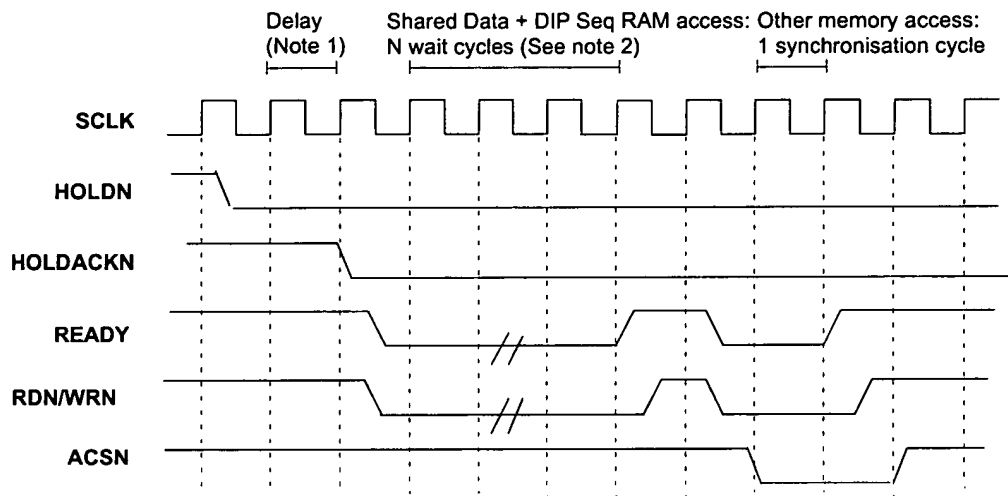 Delay
(Note 1)
Shared Data + DIP Seq RAM access:
N wait cycles (See note 2)
Other memory access:
1 synchronisation cycle
SCLK
HOLDN
HOLDACKN
READY
RDN/WRN
ACSN